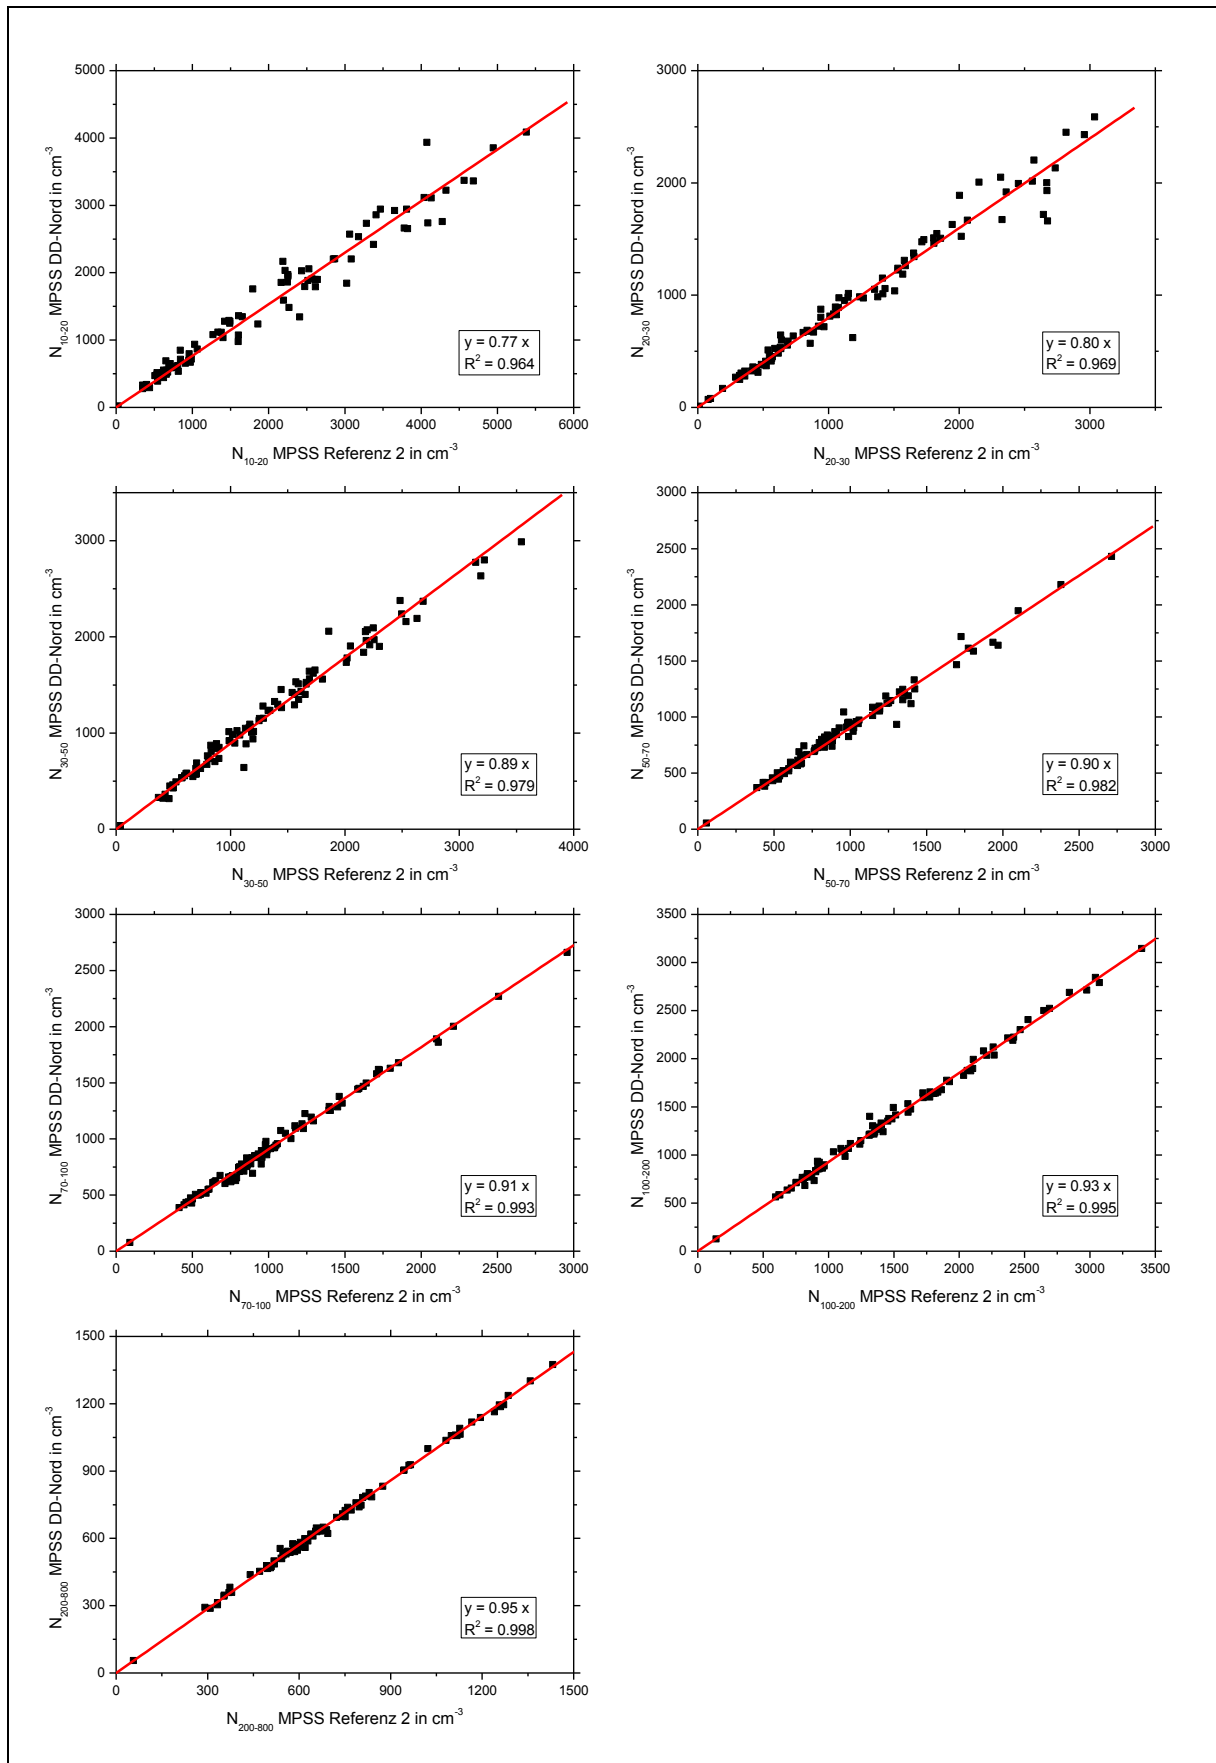 5000
4000
3000
2000
1000
0
N10-20 MPSS DD-Nord in cm-3
y = 0.77 x
R2 = 0.964
0 1000 2000 3000 4000 5000 6000
N10-20 MPSS Referenz 2 in cm-3
3000
2000
1000
0
N20-30 MPSS DD-Nord in cm-3
y = 0.80 x
R2 = 0.969
0 1000 2000 3000
N20-30 MPSS Referenz 2 in cm-3
3000
2000
1000
0
N30-50 MPSS DD-Nord in cm-3
y = 0.89 x
R2 = 0.979
0 500 1000 1500 2000 2500 3000 3500 4000
N30-50 MPSS Referenz 2 in cm-3
3000
2500
2000
1500
1000
500
0
N50-70 MPSS DD-Nord in cm-3
y = 0.90 x
R2 = 0.982
0 500 1000 1500 2000 2500 3000
N50-70 MPSS Referenz 2 in cm-3
3000
2500
2000
1500
1000
500
0
N70-100 MPSS DD-Nord in cm-3
y = 0.91 x
R2 = 0.993
0 500 1000 1500 2000 2500 3000
N70-100 MPSS Referenz 2 in cm-3
3500
3000
2500
2000
1500
1000
500
0
N100-200 MPSS DD-Nord in cm-3
y = 0.93 x
R2 = 0.995
0 500 1000 1500 2000 2500 3000 3500
N100-200 MPSS Referenz 2 in cm-3
1500
1200
900
600
300
0
N200-800 MPSS DD-Nord in cm-3
y = 0.95 x
R2 = 0.998
0 300 600 900 1200 1500
N200-800 MPSS Referenz 2 in cm-3